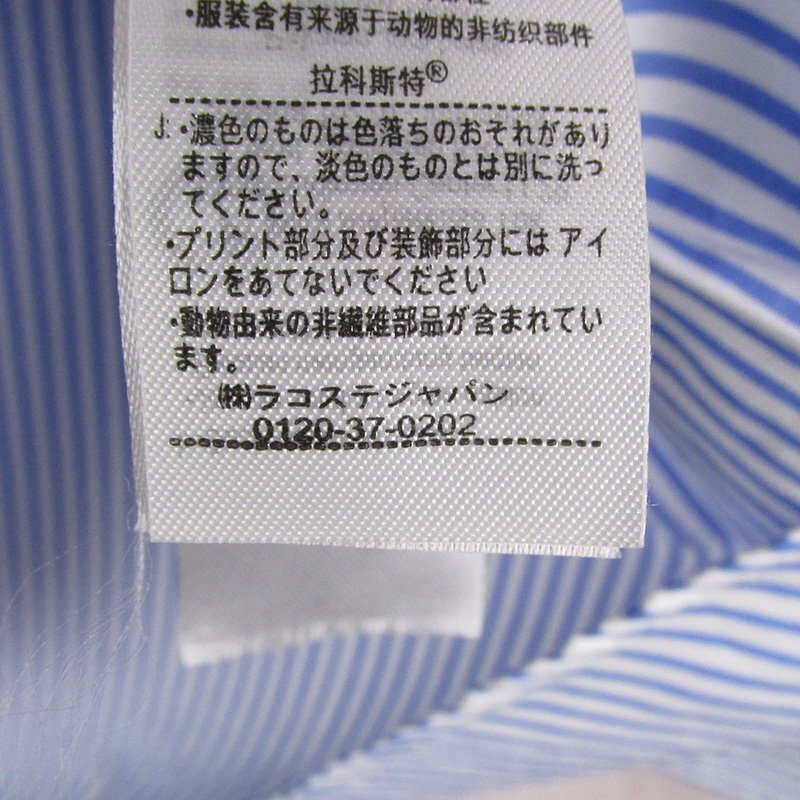 •服装含有来源于动物的非纺织部件
拉科斯特®
J: •濃色のものは色落ちのおそれがあり
ますので、淡色のものとは別に洗っ
てください。
•プリント部分及び装飾部分には アイ
ロンをあてないでください
•動物由来の非繊維部品が含まれてい
ます。
㈱ラコステジャパン
0120-37-0202